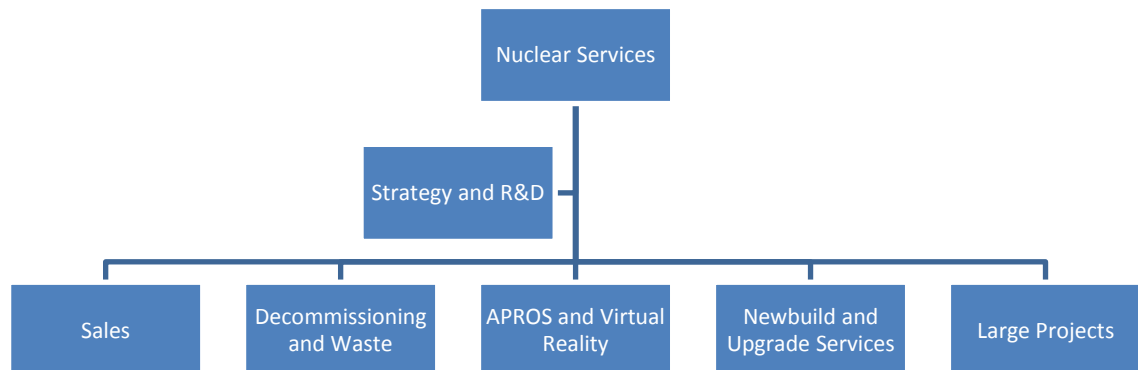 Nuclear Services
Strategy and R&D
Sales
Decommissioning
and Waste
APROS and Virtual
Reality
Newbuild and
Upgrade Services
Large Projects